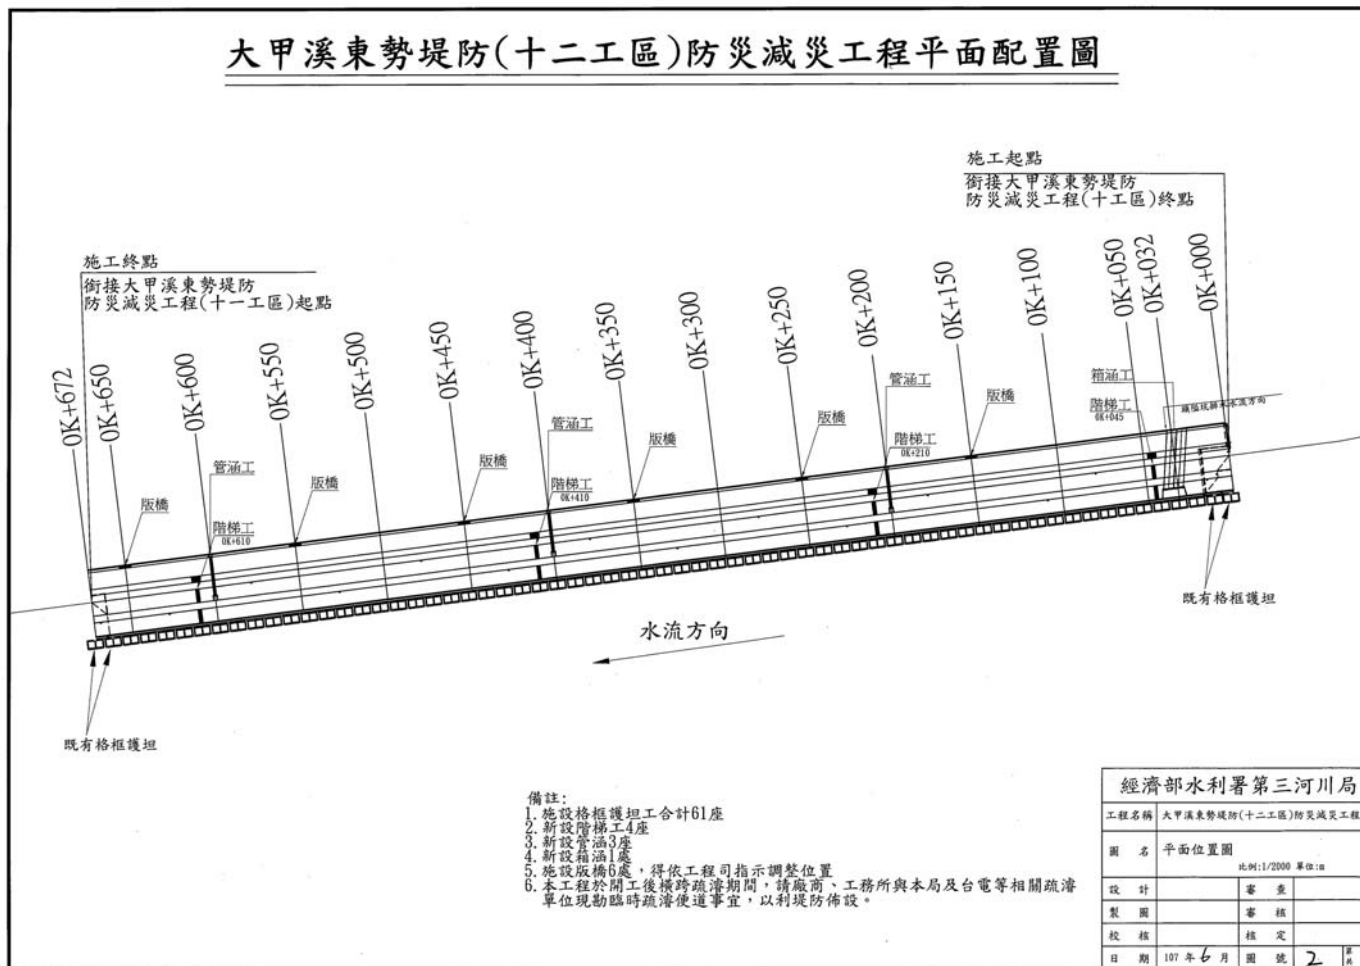 大甲溪東勢堤防(十二工區)防災減災工程平面配置圖
施工起點
銜接大甲溪東勢堤防
防災減災工程(十工區)終點
施工終點
銜接大甲溪東勢堤防
防災減災工程(十一工區)起點
0K+672
0K+650
0K+600
0K+550
0K+500
0K+450
0K+400
0K+350
0K+300
0K+250
0K+200
0K+150
0K+100
0K+050
0K+032
0K+000
版橋
管涵工
階梯工
0K+610
版橋
版橋
管涵工
階梯工
0K+410
版橋
版橋
管涵工
階梯工
0K+210
版橋
箱涵工
階梯工
0K+045
水流方向
既有格框護坦
水流方向
既有格框護坦
備註:
1.施設格框護坦工合計61座
2.新設階梯工4座
3.新設管涵3座
4.新設箱涵1處
5.施設版橋6處,得依工程司指示調整位置
6.本工程於開工後橫跨疏濬期間,請廠商、工務所與本局及台電等相關疏濬
單位現勘臨時疏濬便道事宜,以利堤防佈設。
經濟部水利署第三河川局
工程名稱 大甲溪東勢堤防(十二工區)防災減災工程
圖名 平面位置圖
比例:1/2000 單位:m
設計 審查
製圖 審核
校核 核定
日期 107年6月 圖號 2